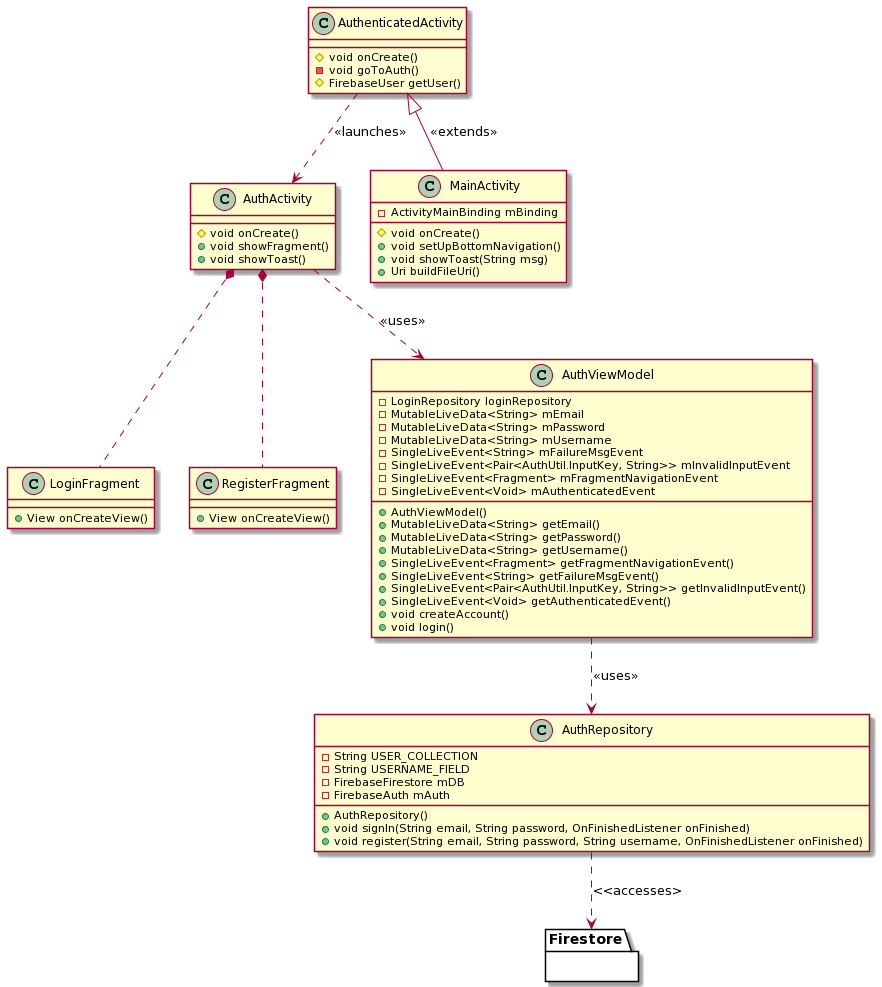 C AuthenticatedActivity
void onCreate()
void goToAuth()
FirebaseUser getUser()
«launches»
«extends»
C AuthActivity
void onCreate()
void showFragment()
void showToast()
C MainActivity
ActivityMainBinding mBinding
void onCreate()
void setUpBottomNavigation()
void showToast(String msg)
Uri buildFileUri()
«uses»
C LoginFragment
View onCreateView()
C RegisterFragment
View onCreateView()
C AuthViewModel
LoginRepository loginRepository
MutableLiveData<String> mEmail
MutableLiveData<String> mPassword
MutableLiveData<String> mUsername
SingleLiveEvent<String> mFailureMsgEvent
SingleLiveEvent<Pair<AuthUtil.InputKey, String>> mInvalidInputEvent
SingleLiveEvent<Fragment> mFragmentNavigationEvent
SingleLiveEvent<Void> mAuthenticatedEvent
AuthViewModel()
MutableLiveData<String> getEmail()
MutableLiveData<String> getPassword()
MutableLiveData<String> getUsername()
SingleLiveEvent<Fragment> getFragmentNavigationEvent()
SingleLiveEvent<String> getFailureMsgEvent()
SingleLiveEvent<Pair<AuthUtil.InputKey, String>> getInvalidInputEvent()
SingleLiveEvent<Void> getAuthenticatedEvent()
void createAccount()
void login()
«uses»
C AuthRepository
String USER_COLLECTION
String USERNAME_FIELD
FirebaseFirestore mDB
FirebaseAuth mAuth
AuthRepository()
void signIn(String email, String password, OnFinishedListener onFinished)
void register(String email, String password, String username, OnFinishedListener onFinished)
<<accesses>
Firestore